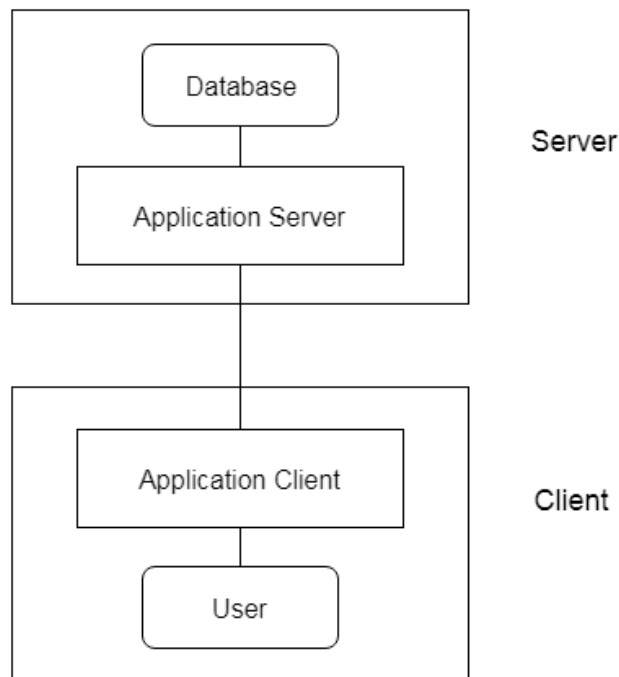 Database
Server
Application Server
Application Client
Client
User